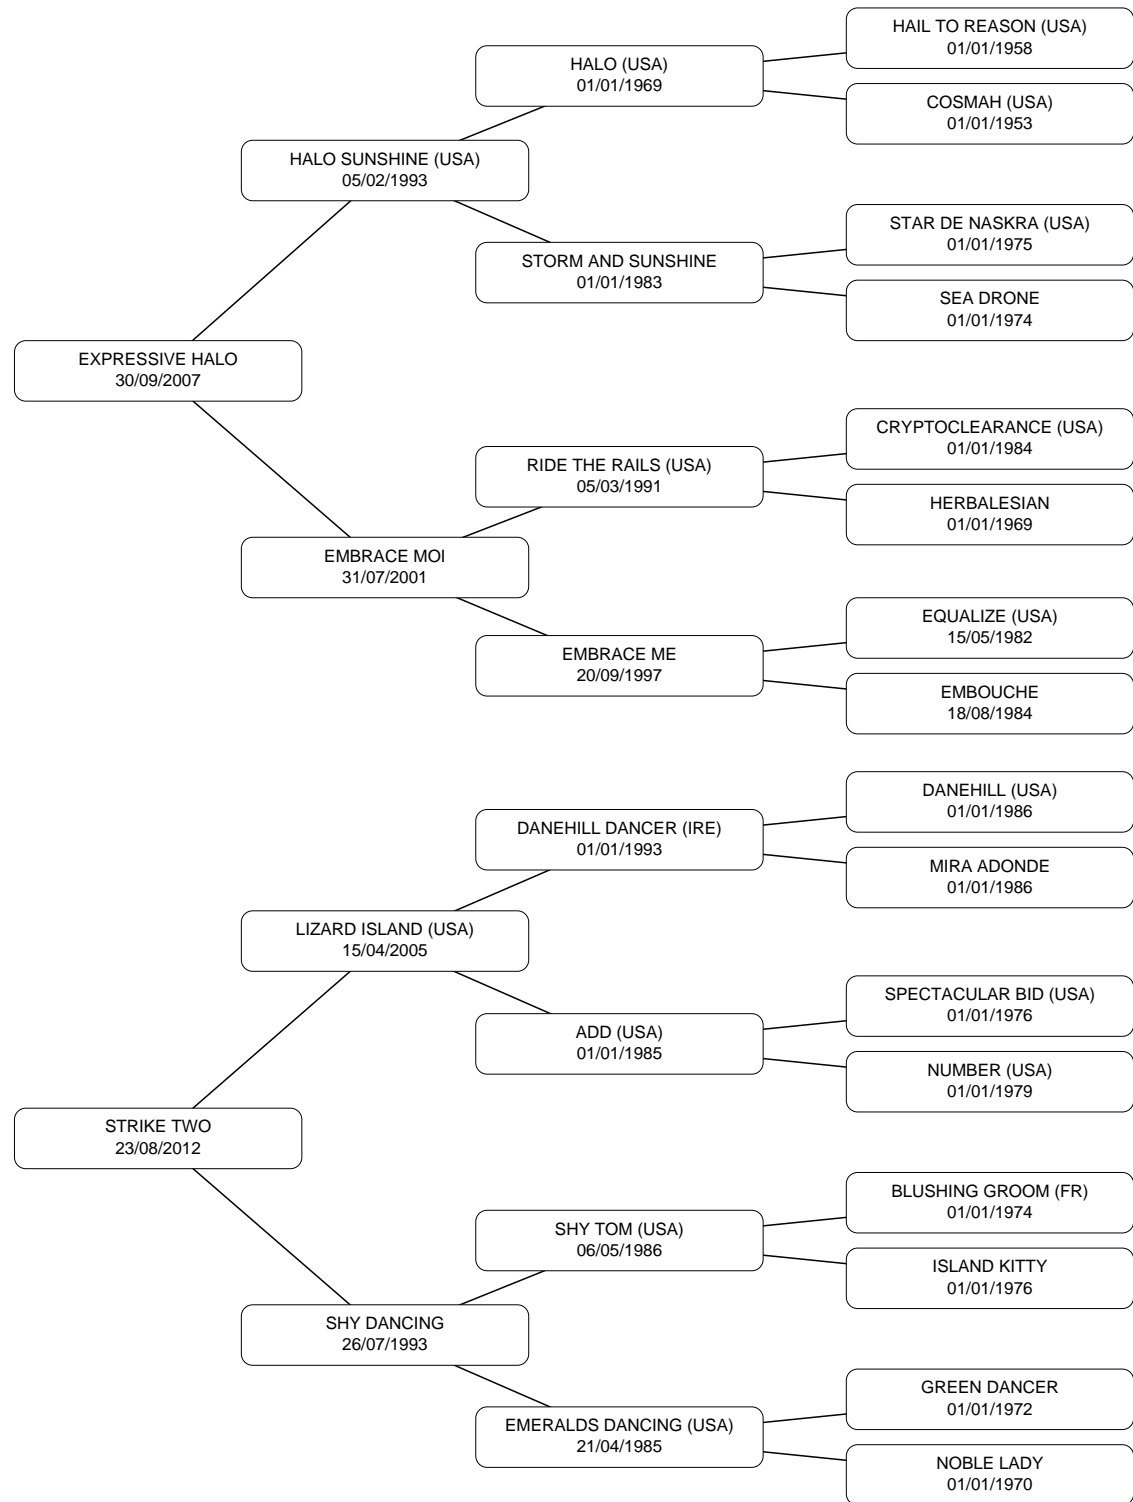 HAIL TO REASON (USA)
01/01/1958
HALO (USA)
01/01/1969
COSMAH (USA)
01/01/1953
HALO SUNSHINE (USA)
05/02/1993
STAR DE NASKRA (USA)
01/01/1975
STORM AND SUNSHINE
01/01/1983
SEA DRONE
01/01/1974
EXPRESSIVE HALO
30/09/2007
CRYPTOCLEARANCE (USA)
01/01/1984
RIDE THE RAILS (USA)
05/03/1991
HERBALESIAN
01/01/1969
EMBRACE MOI
31/07/2001
EQUALIZE (USA)
15/05/1982
EMBRACE ME
20/09/1997
EMBOUCHE
18/08/1984
DANEHILL (USA)
01/01/1986
DANEHILL DANCER (IRE)
01/01/1993
MIRA ADONDE
01/01/1986
LIZARD ISLAND (USA)
15/04/2005
SPECTACULAR BID (USA)
01/01/1976
ADD (USA)
01/01/1985
NUMBER (USA)
01/01/1979
STRIKE TWO
23/08/2012
BLUSHING GROOM (FR)
01/01/1974
SHY TOM (USA)
06/05/1986
ISLAND KITTY
01/01/1976
SHY DANCING
26/07/1993
GREEN DANCER
01/01/1972
EMERALDS DANCING (USA)
21/04/1985
NOBLE LADY
01/01/1970